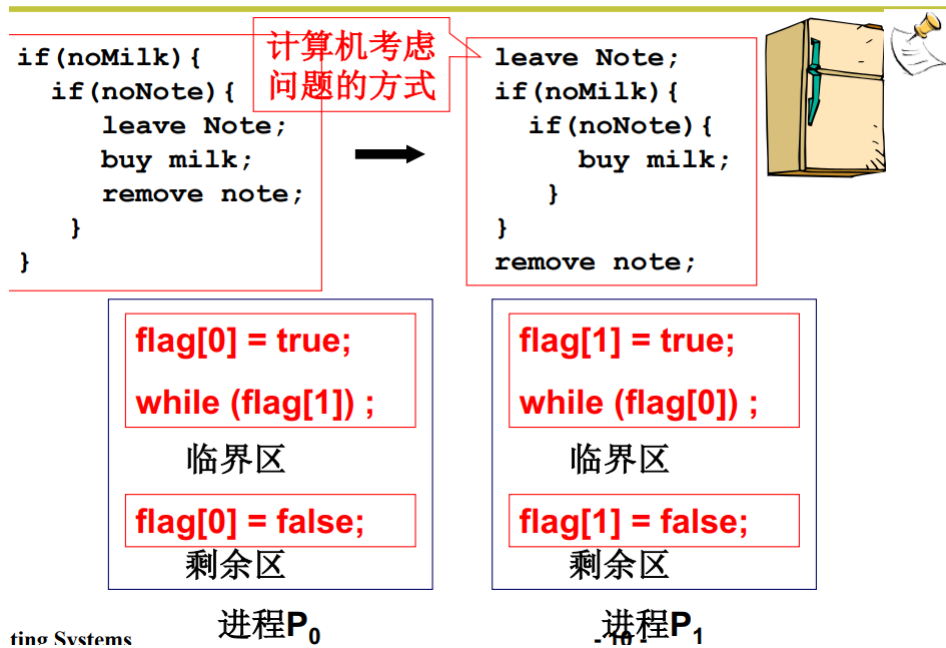 if(noMilk){
if(noNote){
leave Note;
buy milk;
remove note;
}
}
计算机考虑
问题的方式
leave Note;
if(noMilk){
if(noNote){
buy milk;
}
}
remove note;
flag[0] = true;
while (flag[1]) ;
临界区
flag[0] = false;
剩余区
进程P0
flag[1] = true;
while (flag[0]) ;
临界区
flag[1] = false;
剩余区
进程P1
ting Systems
- 10 -